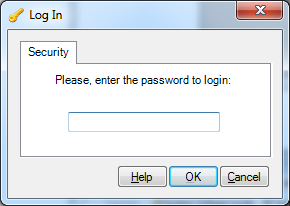 Log In
Security
Please, enter the password to login:
Help OK Cancel